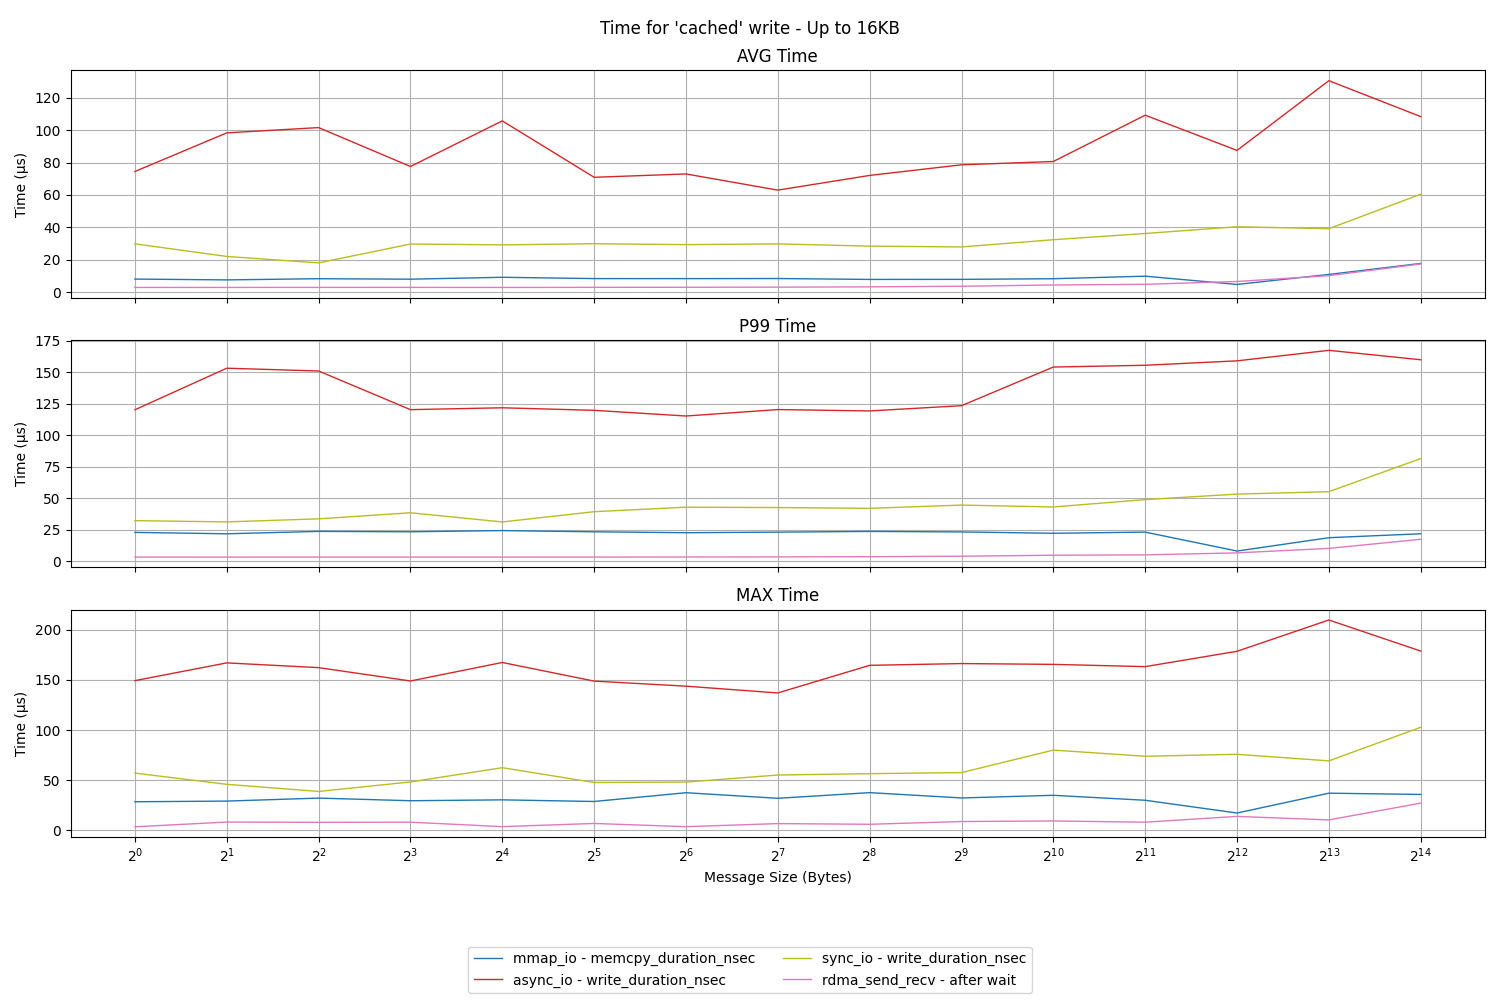 Time for 'cached' write - Up to 16KB
AVG Time
120
100
80
60
40
20
0
Time (µs)
P99 Time
175
150
125
100
75
50
25
0
Time (µs)
MAX Time
200
150
100
50
0
Time (µs)
2^0 2^1 2^2 2^3 2^4 2^5 2^6 2^7 2^8 2^9 2^10 2^11 2^12 2^13 2^14
Message Size (Bytes)
mmap_io - memcpy_duration_nsec
async_io - write_duration_nsec
sync_io - write_duration_nsec
rdma_send_recv - after wait